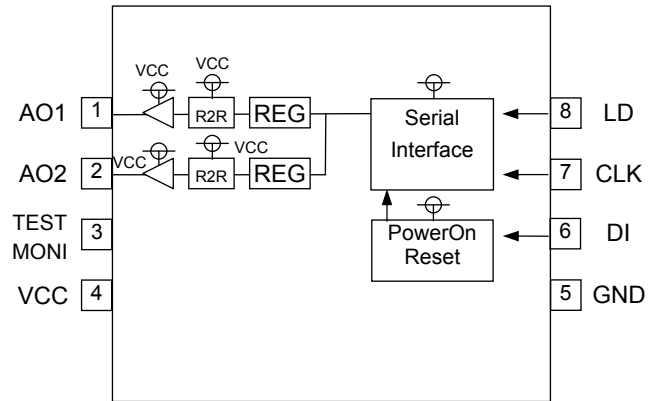 VCC
VCC
AO1 1 R2R REG Serial Interface 8 LD
VCC
VCC
AO2 2 R2R REG 7 CLK
TEST MONI 3 PowerOn Reset 6 DI
VCC 4 5 GND